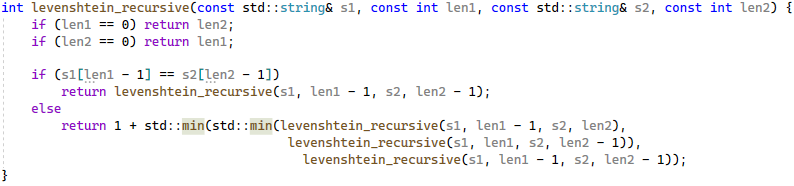 int levenshtein_recursive(const std::string& s1, const int len1, const std::string& s2, const int len2) {
    if (len1 == 0) return len2;
    if (len2 == 0) return len1;

    if (s1[len1 - 1] == s2[len2 - 1])
        return levenshtein_recursive(s1, len1 - 1, s2, len2 - 1);
    else
        return 1 + std::min(std::min(levenshtein_recursive(s1, len1 - 1, s2, len2),
                                     levenshtein_recursive(s1, len1, s2, len2 - 1)),
                                       levenshtein_recursive(s1, len1 - 1, s2, len2 - 1));
}